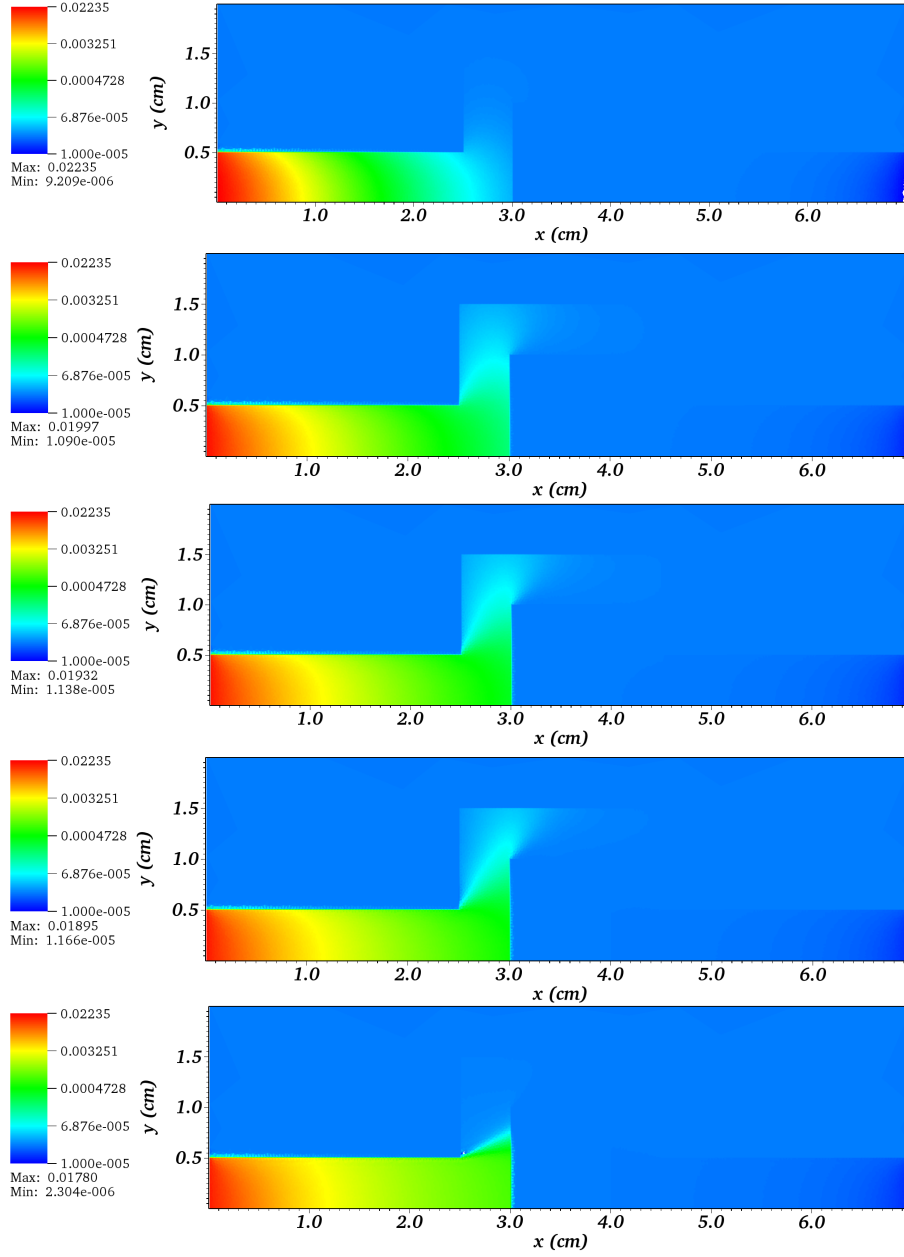 0.02235
0.003251
0.0004728
6.876e-005
1.000e-005
Max: 0.02235
Min: 9.209e-006
y (cm)
1.5
1.0
0.5
1.0 2.0 3.0 4.0 5.0 6.0
x (cm)
0.02235
0.003251
0.0004728
6.876e-005
1.000e-005
Max: 0.01997
Min: 1.090e-005
y (cm)
1.5
1.0
0.5
1.0 2.0 3.0 4.0 5.0 6.0
x (cm)
0.02235
0.003251
0.0004728
6.876e-005
1.000e-005
Max: 0.01932
Min: 1.138e-005
y (cm)
1.5
1.0
0.5
1.0 2.0 3.0 4.0 5.0 6.0
x (cm)
0.02235
0.003251
0.0004728
6.876e-005
1.000e-005
Max: 0.01895
Min: 1.166e-005
y (cm)
1.5
1.0
0.5
1.0 2.0 3.0 4.0 5.0 6.0
x (cm)
0.02235
0.003251
0.0004728
6.876e-005
1.000e-005
Max: 0.01780
Min: 2.304e-006
y (cm)
1.5
1.0
0.5
1.0 2.0 3.0 4.0 5.0 6.0
x (cm)